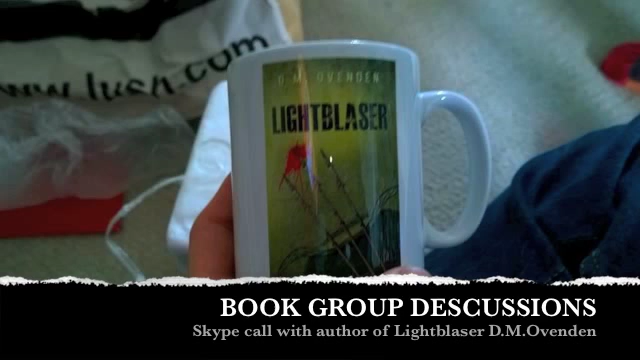 www.lush.com
D.M. OVENDEN
LIGHTBLASER
BOOK GROUP DESCUSSIONS
Skype call with author of Lightblaser D.M.Ovenden